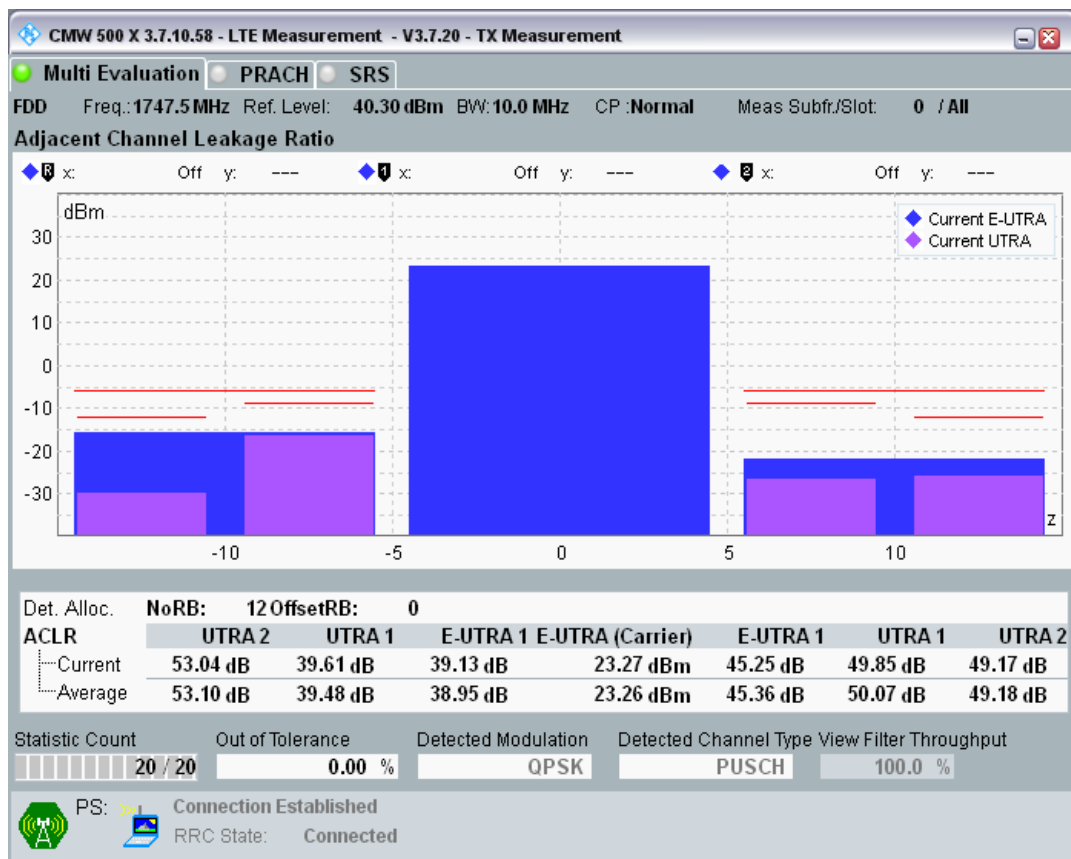 CMW 500 X 3.7.10.58 - LTE Measurement - V3.7.20 - TX Measurement
Multi Evaluation PRACH SRS
FDD Freq.:1747.5 MHz Ref. Level: 40.30 dBm BW:10.0 MHz CP :Normal Meas Subfr./Slot: 0 / All
Adjacent Channel Leakage Ratio
R x: Off y: --- 1 x: Off y: --- 2 x: Off y: ---
dBm
Current E-UTRA
Current UTRA
30
20
10
0
-10
-20
-30
z
-10 -5 0 5 10
Det. Alloc. NoRB: 12 OffsetRB: 0
ACLR UTRA 2 UTRA 1 E-UTRA 1 E-UTRA (Carrier) E-UTRA 1 UTRA 1 UTRA 2
Current 53.04 dB 39.61 dB 39.13 dB 23.27 dBm 45.25 dB 49.85 dB 49.17 dB
Average 53.10 dB 39.48 dB 38.95 dB 23.26 dBm 45.36 dB 50.07 dB 49.18 dB
Statistic Count Out of Tolerance Detected Modulation Detected Channel Type View Filter Throughput
20 / 20 0.00 % QPSK PUSCH 100.0 %
PS: Connection Established
RRC State: Connected